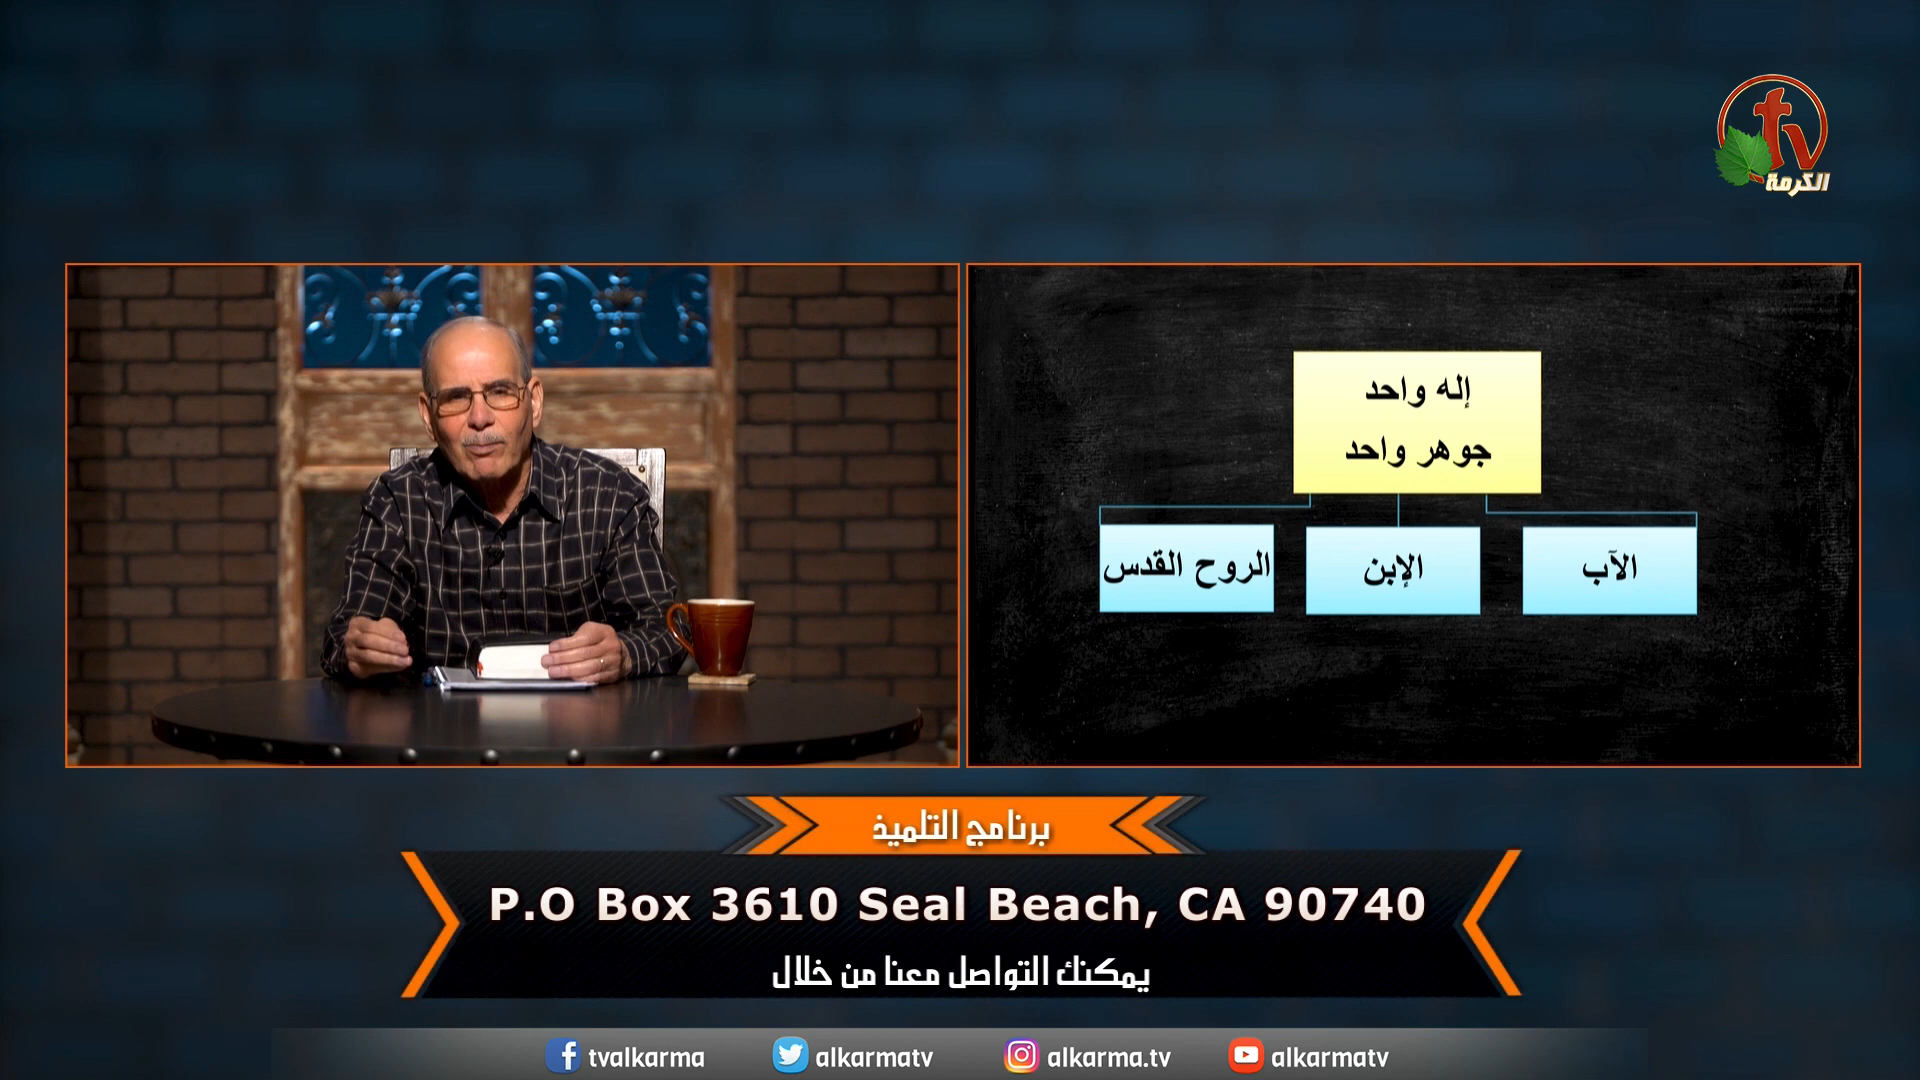 tv
الكرمة
إله واحد
جوهر واحد
الآب
الإبن
الروح القدس
برنامج التلميذ
P.O Box 3610 Seal Beach, CA 90740
يمكنك التواصل معنا من خلال
tvalkarma
alkarmatv
alkarma.tv
alkarmatv